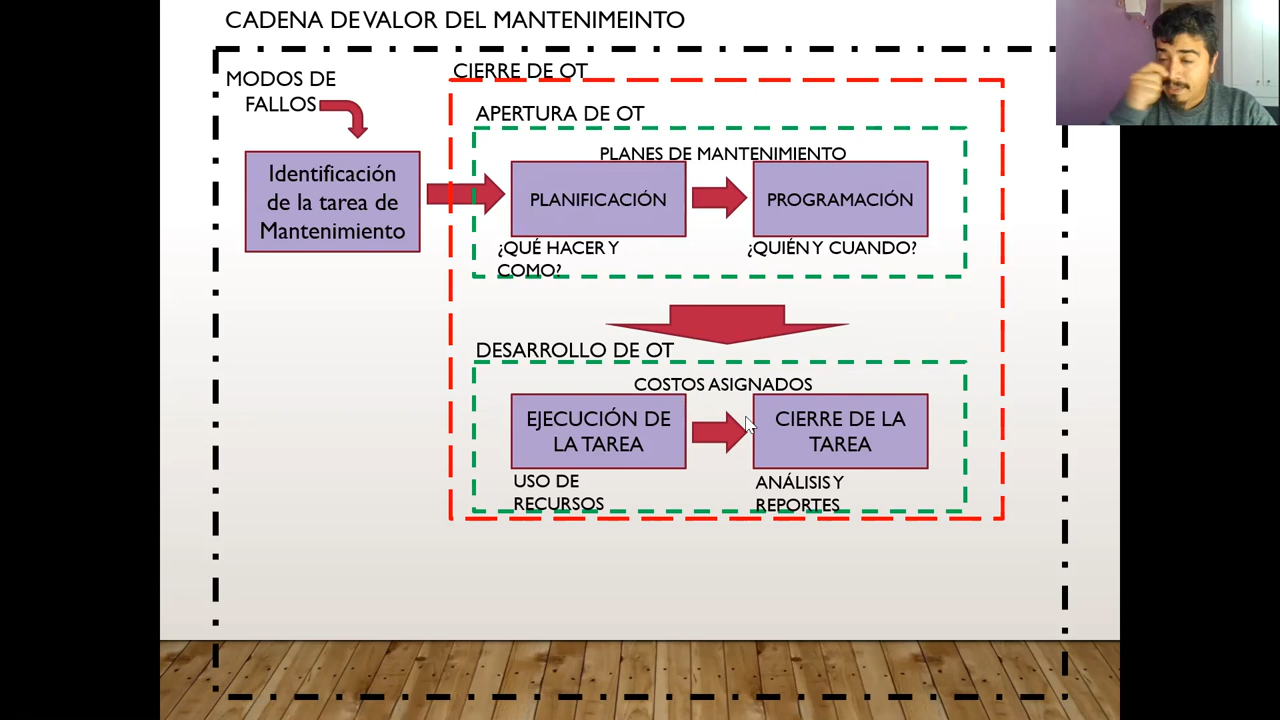 CADENA DE VALOR DEL MANTENIMEINTO
MODOS DE
FALLOS
Identificación
de la tarea de
Mantenimiento
CIERRE DE OT
APERTURA DE OT
PLANES DE MANTENIMIENTO
PLANIFICACIÓN
PROGRAMACIÓN
¿QUÉ HACER Y
COMO?
¿QUIÉN Y CUANDO?
DESARROLLO DE OT
COSTOS ASIGNADOS
EJECUCIÓN DE
LA TAREA
CIERRE DE LA
TAREA
USO DE
RECURSOS
ANÁLISIS Y
REPORTES